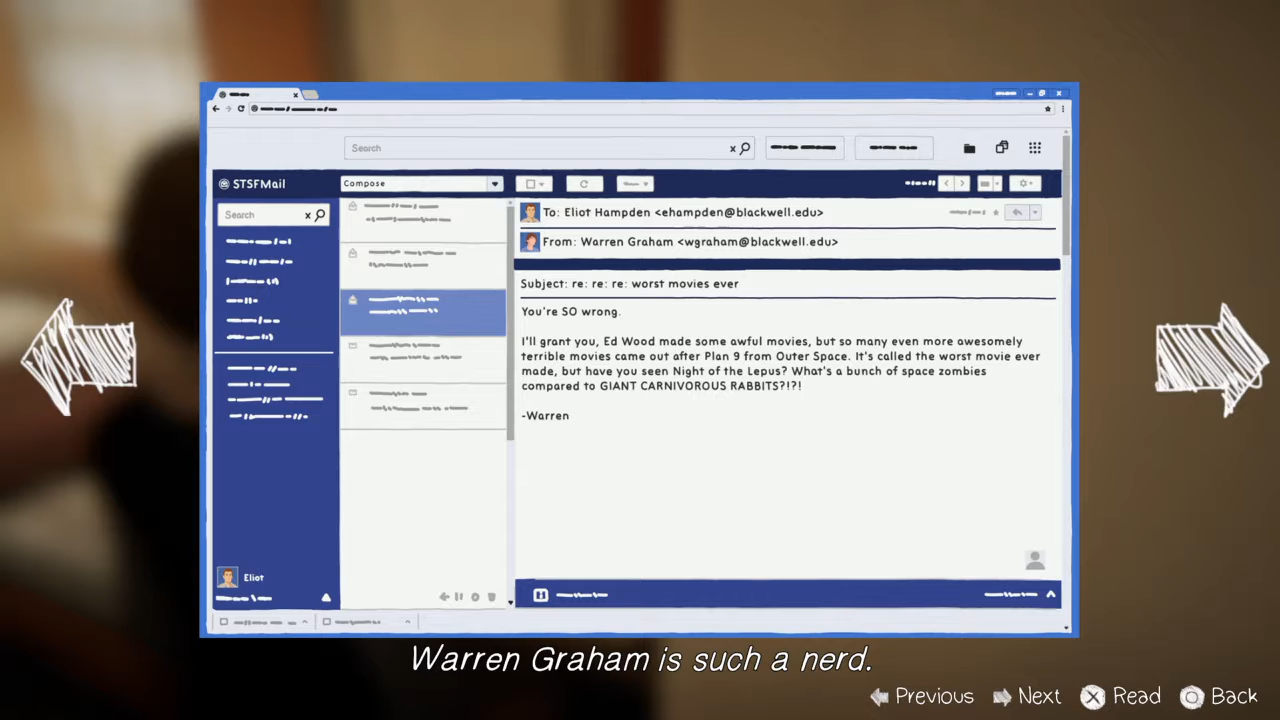 Search
STSFMail
Compose
Search
To: Eliot Hampden <ehampden@blackwell.edu>
From: Warren Graham <wgraham@blackwell.edu>
Subject: re: re: re: worst movies ever
You're SO wrong.
I'll grant you, Ed Wood made some awful movies, but so many even more awesomely
terrible movies came out after Plan 9 from Outer Space. It's called the worst movie ever
made, but have you seen Night of the Lepus? What's a bunch of space zombies
compared to GIANT CARNIVOROUS RABBITS?!?!
-Warren
Eliot
Warren Graham is such a nerd.
Previous Next Read Back